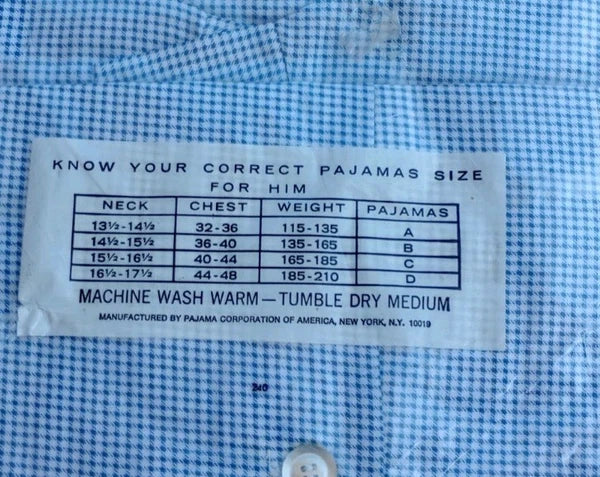 KNOW YOUR CORRECT PAJAMAS SIZE
FOR HIM
NECK CHEST WEIGHT PAJAMAS
13½-14½ 32-36 115-135 A
14½-15½ 36-40 135-165 B
15½-16½ 40-44 165-185 C
16½-17½ 44-48 185-210 D
MACHINE WASH WARM—TUMBLE DRY MEDIUM
MANUFACTURED BY PAJAMA CORPORATION OF AMERICA, NEW YORK, N.Y. 10019
240